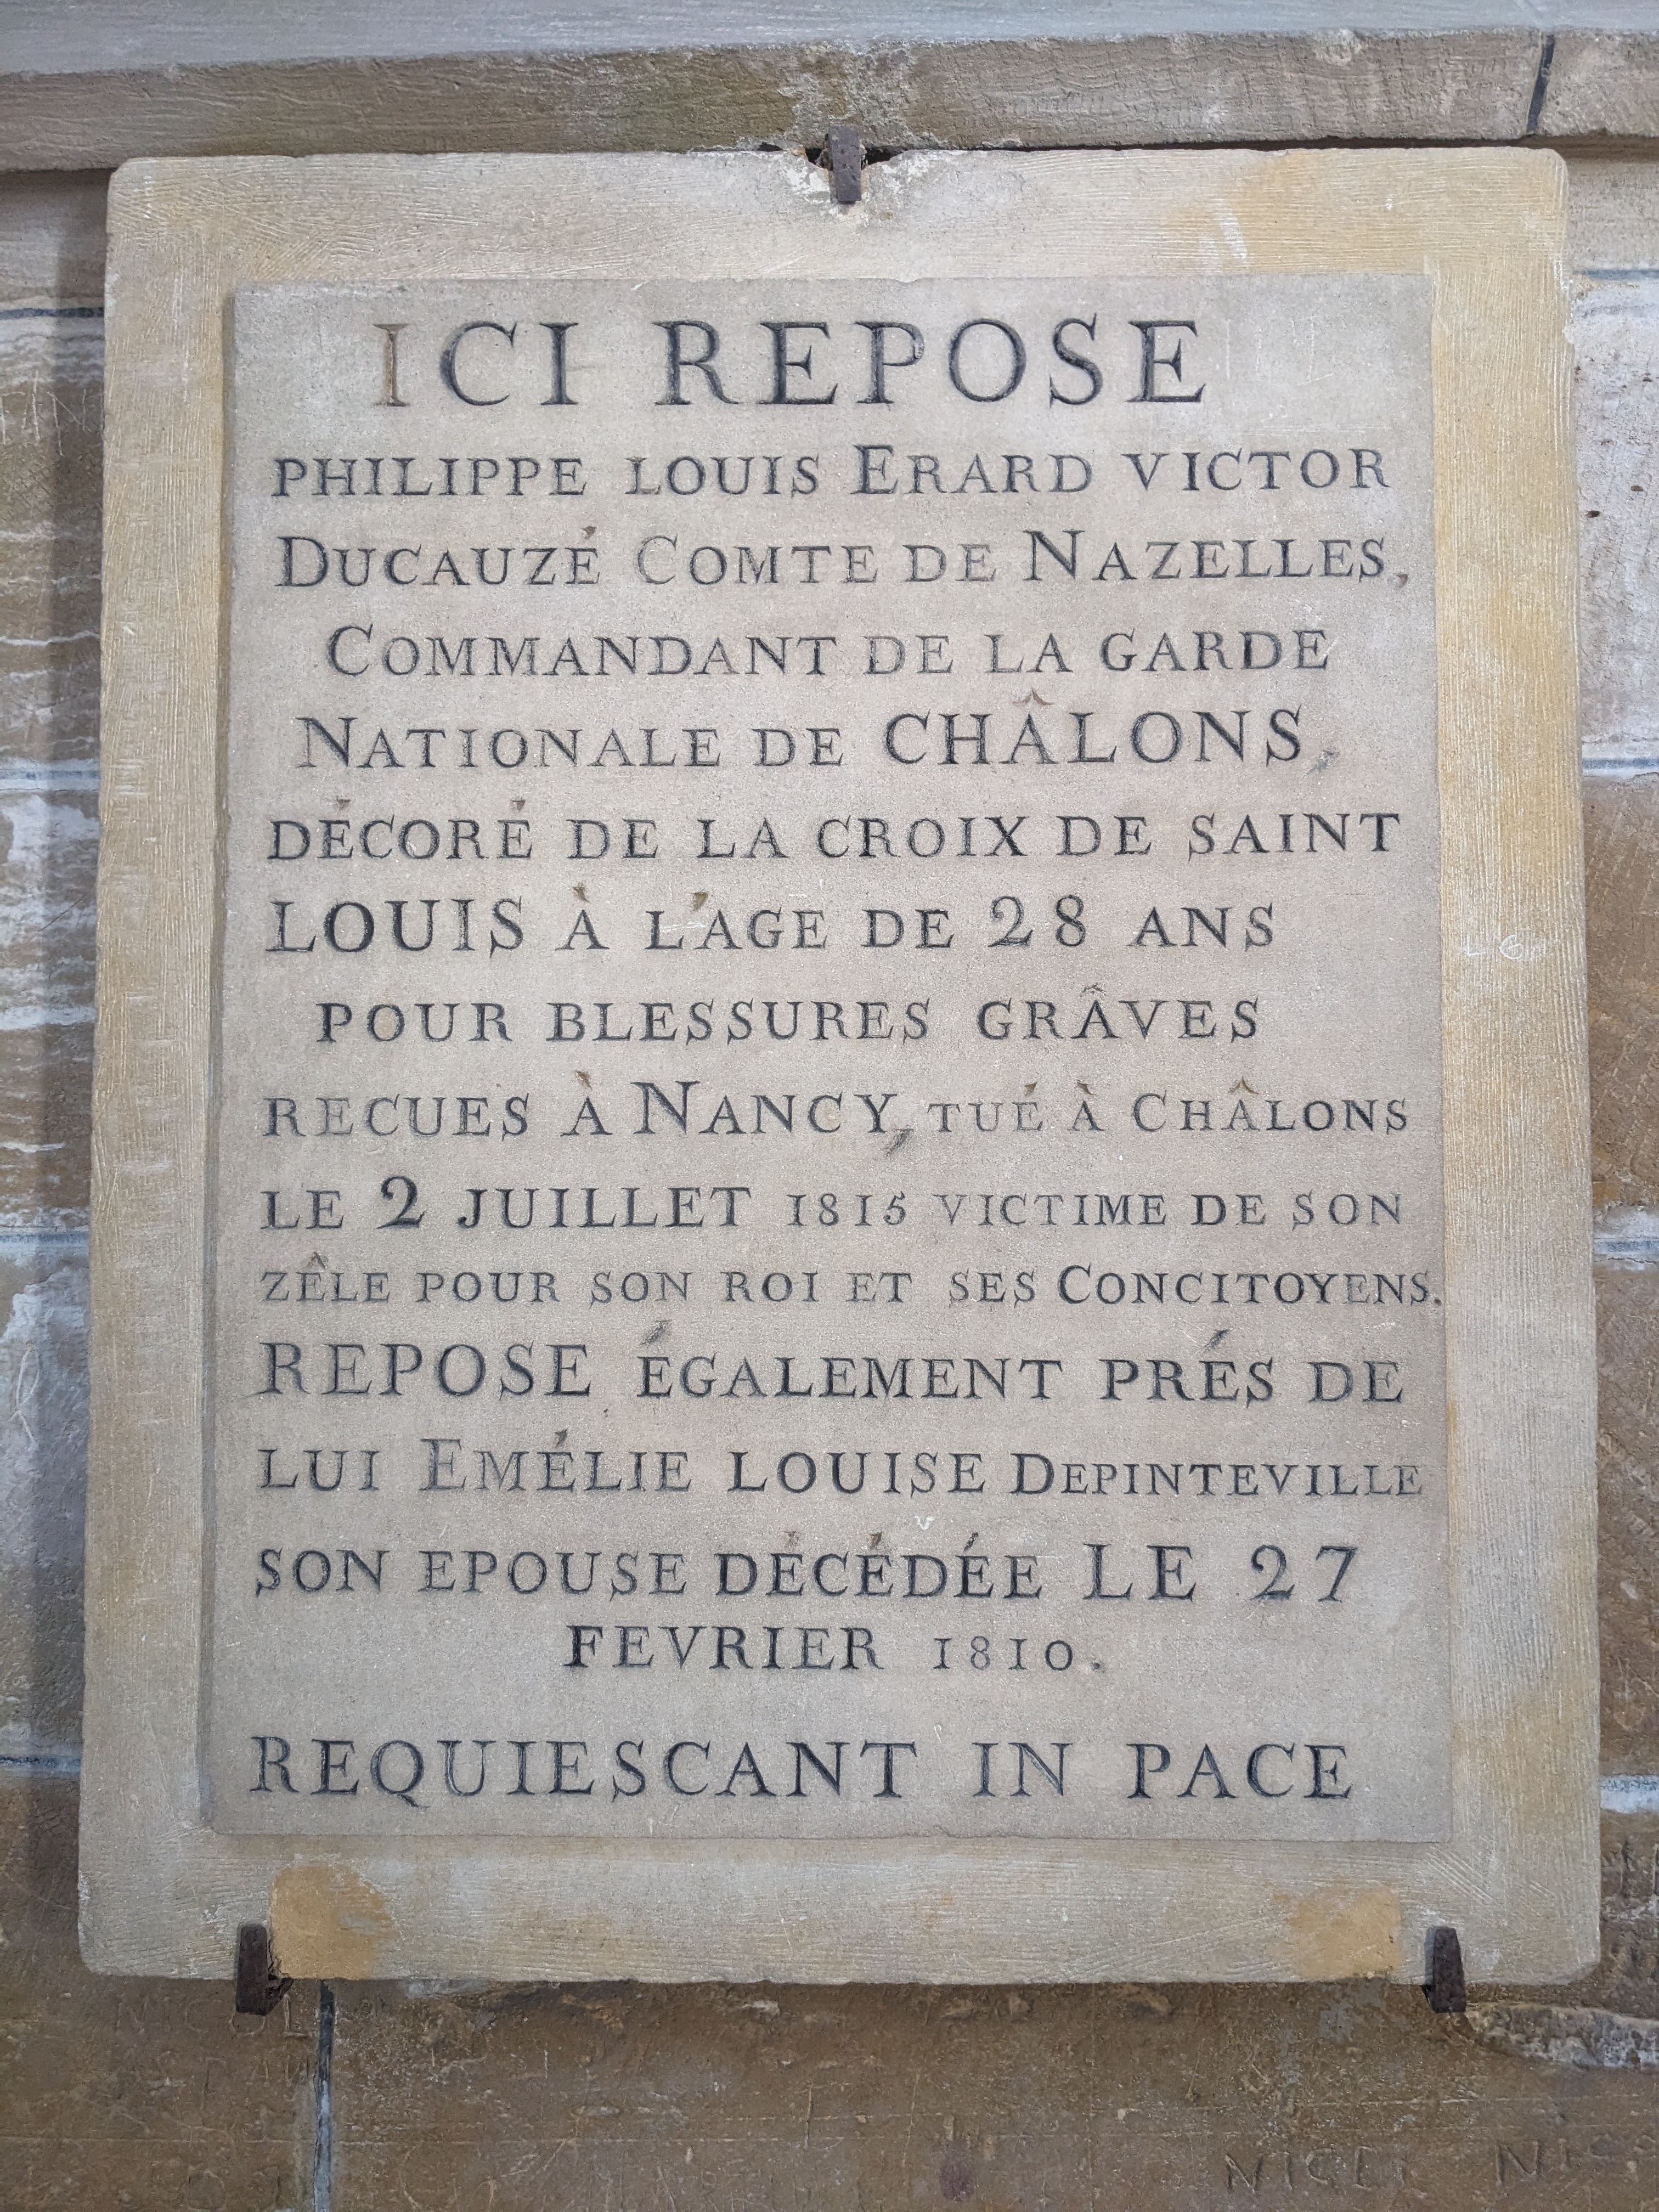 ICI REPOSE
PHILIPPE LOUIS ERARD VICTOR
DUCAUZÉ COMTE DE NAZELLES,
COMMANDANT DE LA GARDE
NATIONALE DE CHÂLONS,
DÉCORÉ DE LA CROIX DE SAINT
LOUIS À L'AGE DE 28 ANS
POUR BLESSURES GRÂVES
RECUES À NANCY, TUÉ À CHÂLONS
LE 2 JUILLET 1815 VICTIME DE SON
ZÊLE POUR SON ROI ET SES CONCITOYENS.
REPOSE ÉGALEMENT PRÉS DE
LUI EMÉLIE LOUISE DEPINTEVILLE
SON EPOUSE DÉCÉDÉE LE 27
FEVRIER 1810.
REQUIESCANT IN PACE